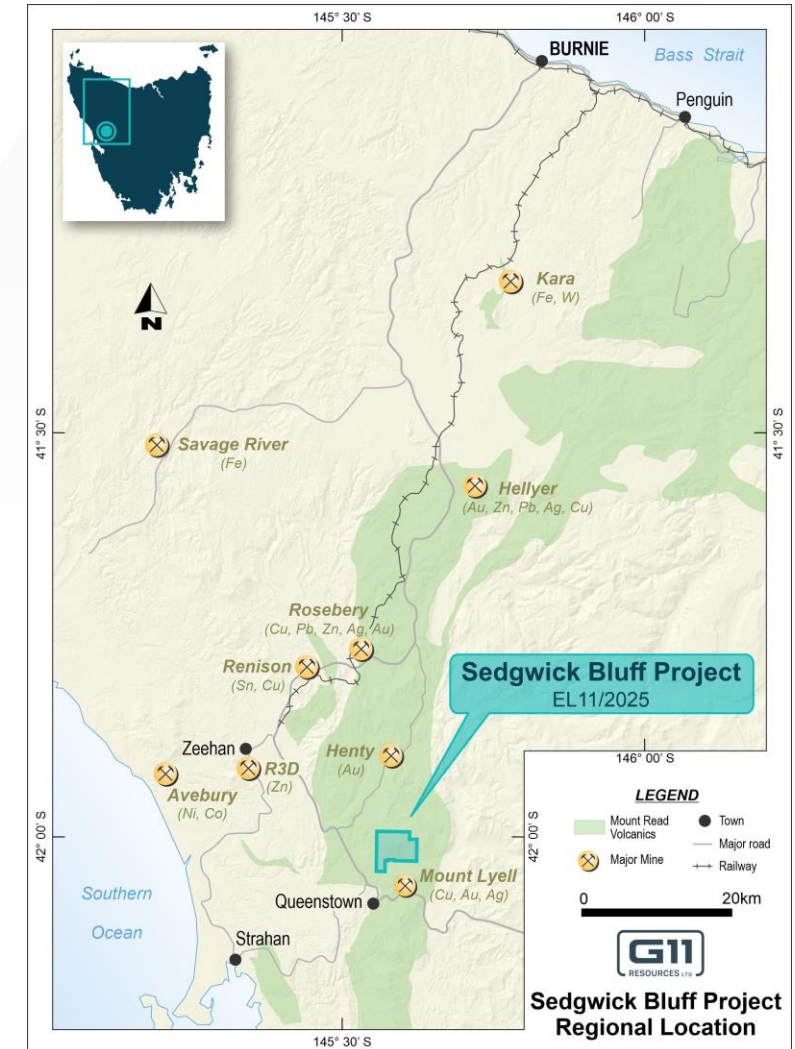 145° 30' S
146° 00' S
BURNIE
Bass Strait
Penguin
N
Kara
(Fe, W)
41° 30' S
41° 30' S
Savage River
(Fe)
Hellyer
(Au, Zn, Pb, Ag, Cu)
Rosebery
(Cu, Pb, Zn, Ag, Au)
Renison
(Sn, Cu)
Sedgwick Bluff Project
EL11/2025
Zeehan
R3D
(Zn)
Henty
(Au)
Avebury
(Ni, Co)
146° 00' S
42° 00' S
42° 00' S
Mount Lyell
(Cu, Au, Ag)
Queenstown
Southern
Ocean
Strahan
145° 30' S
LEGEND
Mount Read
Volcanics
Town
Major road
Major Mine
Railway
0
20km
G11
RESOURCES LTD
Sedgwick Bluff Project
Regional Location